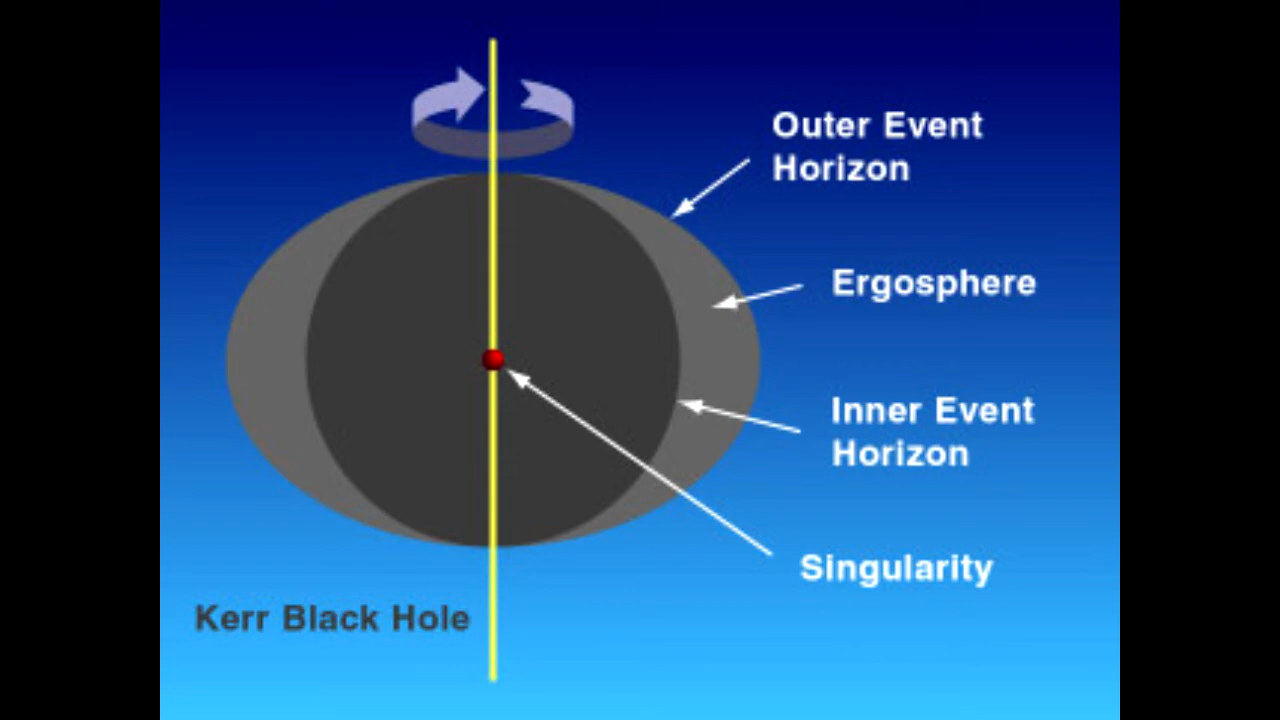 Outer Event
Horizon
Ergosphere
Inner Event
Horizon
Singularity
Kerr Black Hole